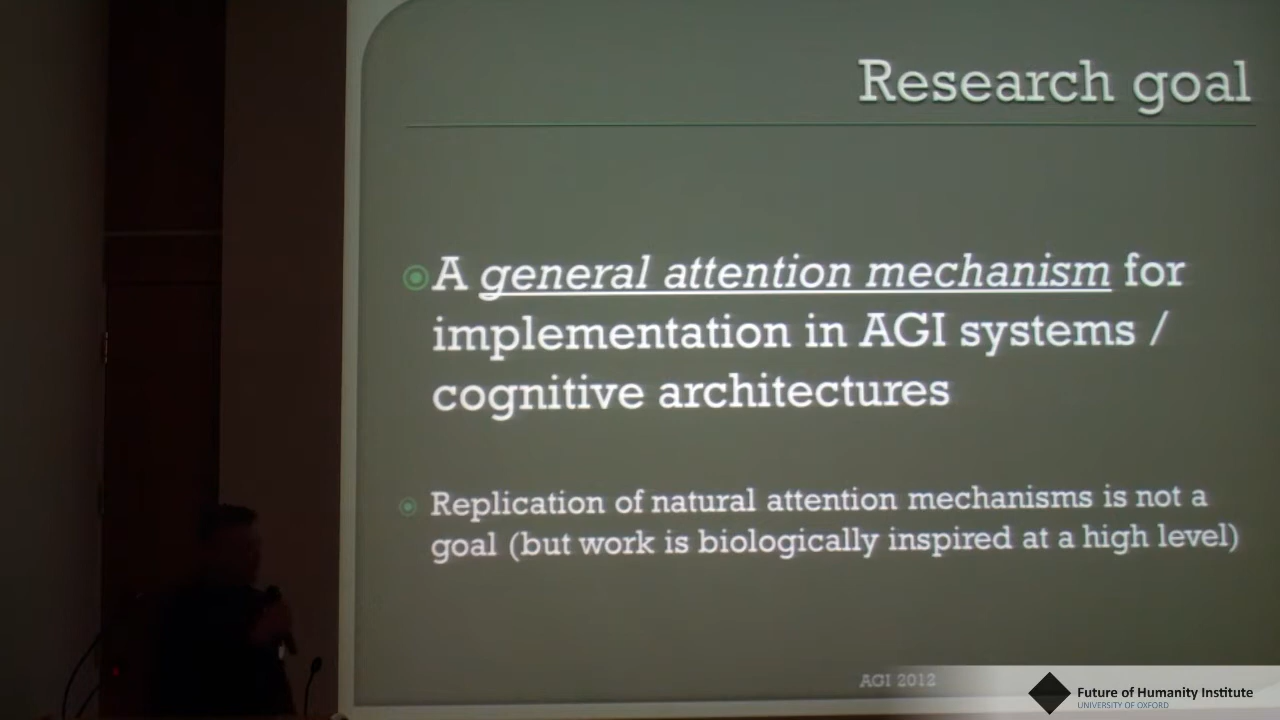 Research goal
A general attention mechanism for
implementation in AGI systems /
cognitive architectures
Replication of natural attention mechanisms is not a
goal (but work is biologically inspired at a high level)
AGI 2012
Future of Humanity Institute
UNIVERSITY OF OXFORD